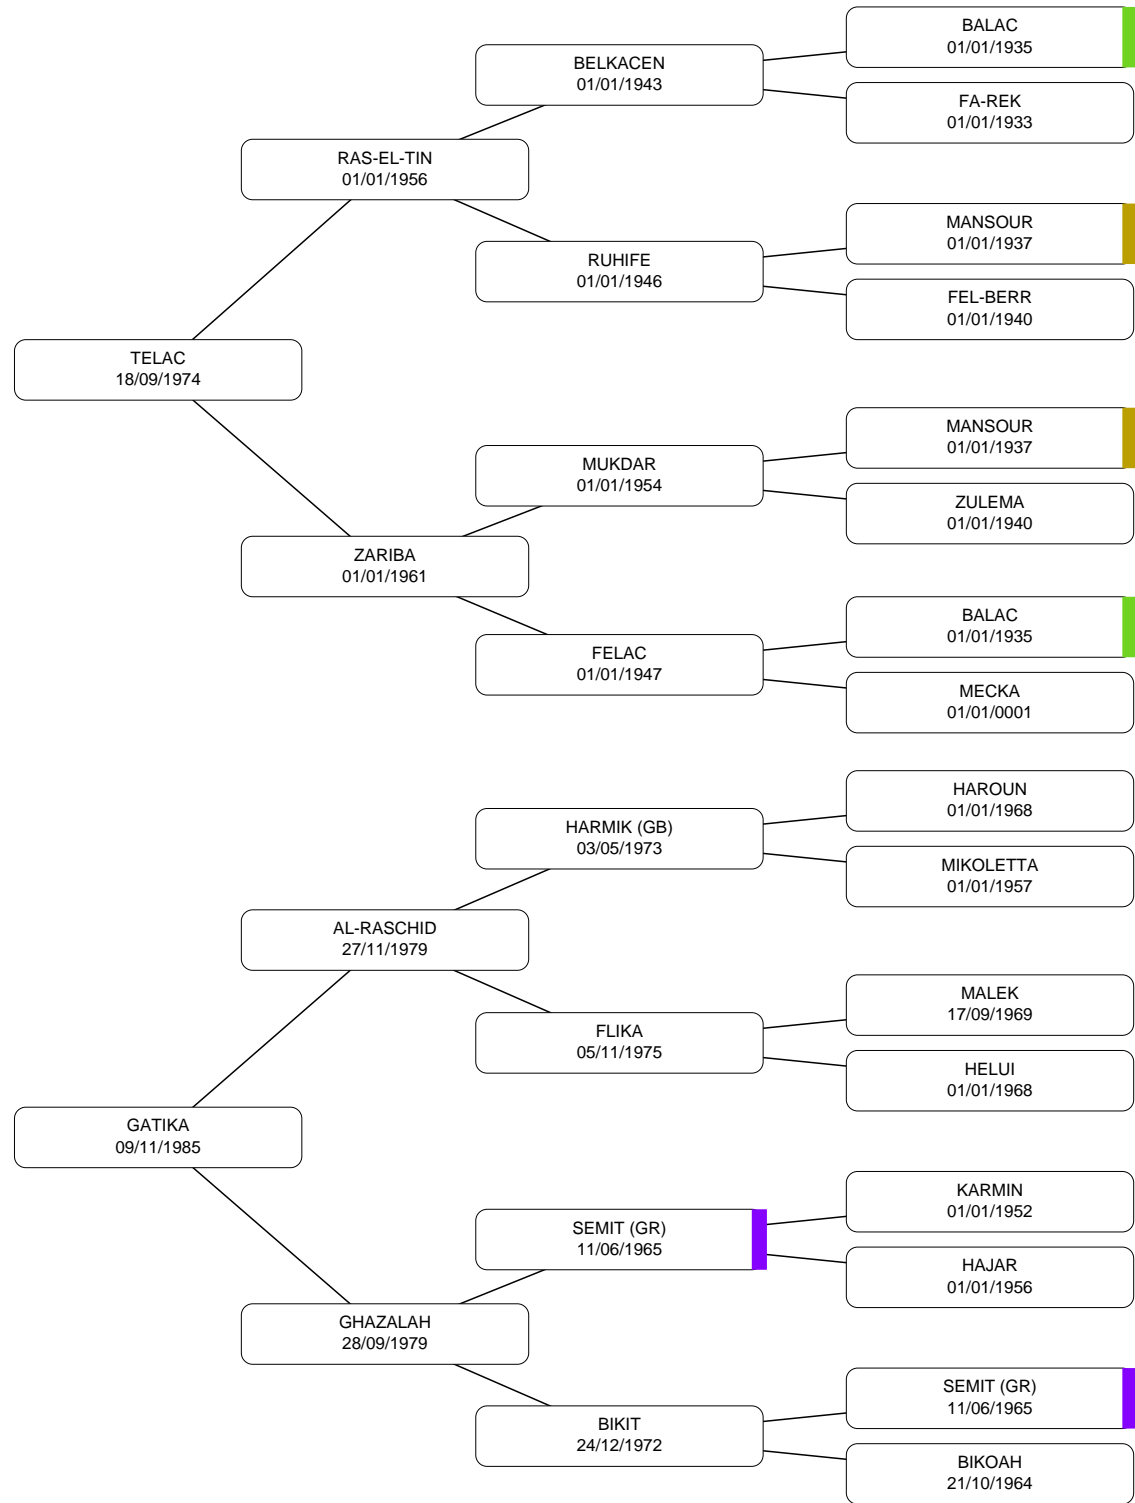 BALAC
01/01/1935
BELKACEN
01/01/1943
FA-REK
01/01/1933
RAS-EL-TIN
01/01/1956
MANSOUR
01/01/1937
RUHIFE
01/01/1946
FEL-BERR
01/01/1940
TELAC
18/09/1974
MANSOUR
01/01/1937
MUKDAR
01/01/1954
ZULEMA
01/01/1940
ZARIBA
01/01/1961
BALAC
01/01/1935
FELAC
01/01/1947
MECKA
01/01/0001
HAROUN
01/01/1968
HARMIK (GB)
03/05/1973
MIKOLETTA
01/01/1957
AL-RASCHID
27/11/1979
MALEK
17/09/1969
FLIKA
05/11/1975
HELUI
01/01/1968
GATIKA
09/11/1985
KARMIN
01/01/1952
SEMIT (GR)
11/06/1965
HAJAR
01/01/1956
GHAZALAH
28/09/1979
SEMIT (GR)
11/06/1965
BIKIT
24/12/1972
BIKOAH
21/10/1964